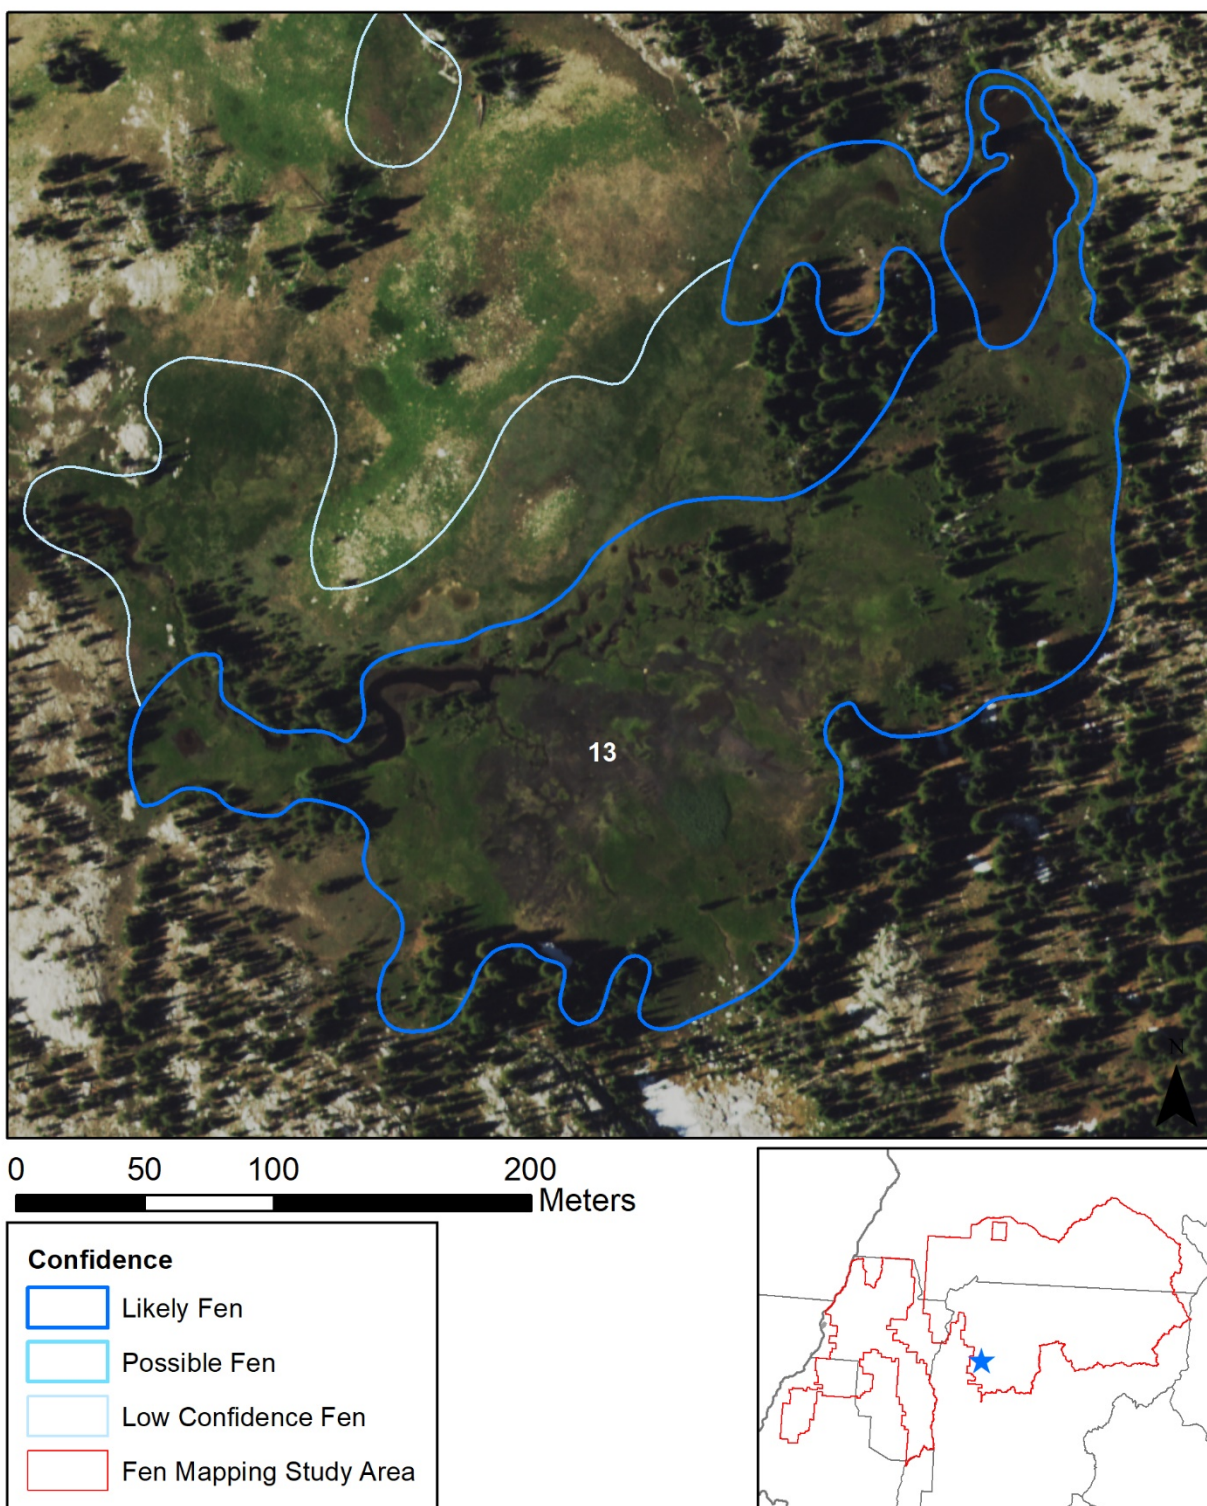 13
N
0 50 100 200
Meters
Confidence
Likely Fen
Possible Fen
Low Confidence Fen
Fen Mapping Study Area